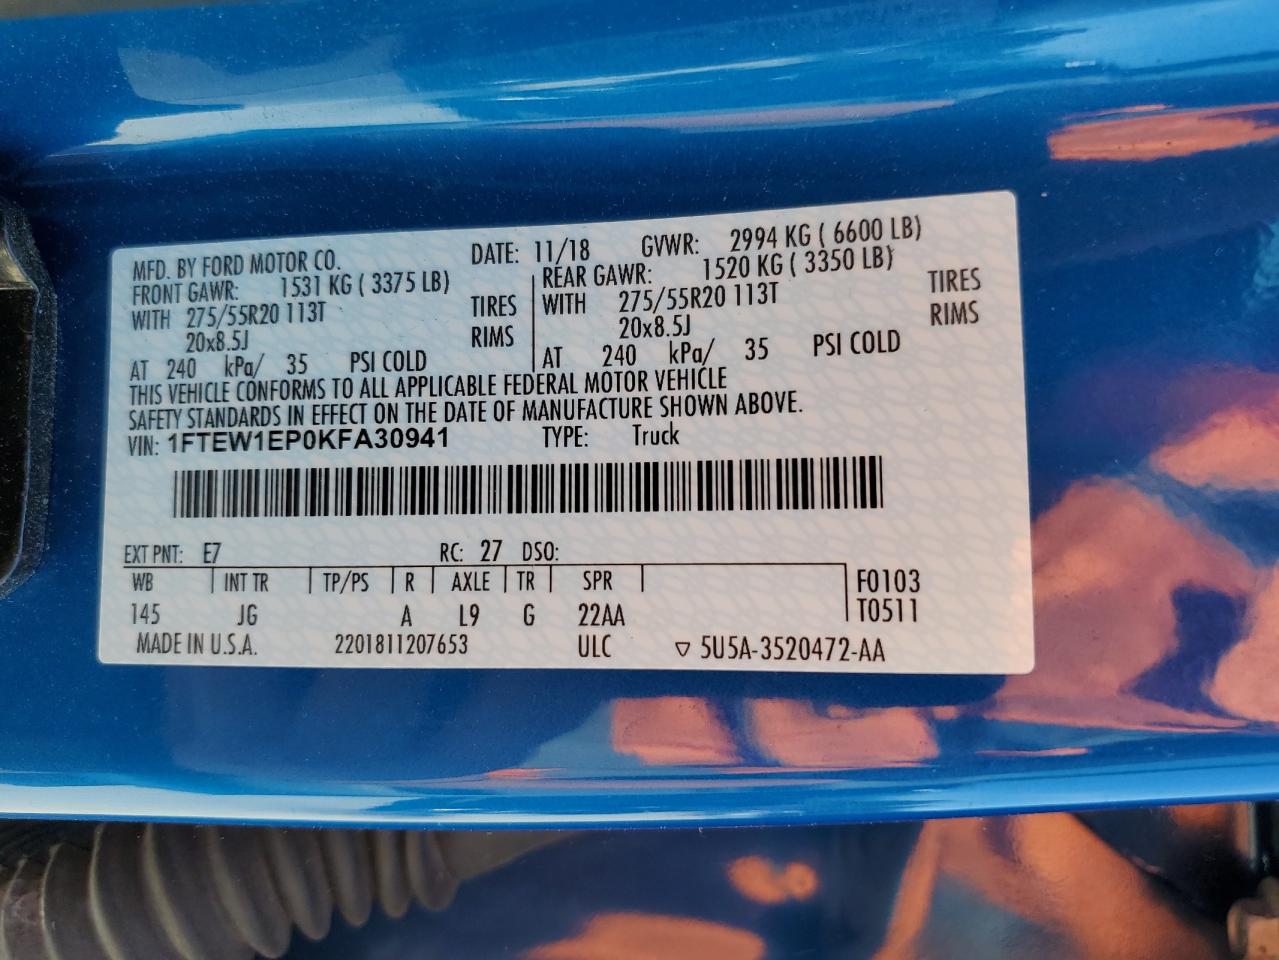 MFD. BY FORD MOTOR CO. DATE: 11/18 GVWR: 2994 KG ( 6600 LB)
FRONT GAWR: 1531 KG ( 3375 LB) REAR GAWR: 1520 KG ( 3350 LB)
WITH 275/55R20 113T TIRES WITH 275/55R20 113T TIRES
20x8.5J RIMS 20x8.5J RIMS
AT 240 kPa/ 35 PSI COLD AT 240 kPa/ 35 PSI COLD
THIS VEHICLE CONFORMS TO ALL APPLICABLE FEDERAL MOTOR VEHICLE
SAFETY STANDARDS IN EFFECT ON THE DATE OF MANUFACTURE SHOWN ABOVE.
VIN: 1FTEW1EP0KFA30941 TYPE: Truck
EXT PNT: E7 RC: 27 DSO:
WB INT TR TP/PS R AXLE TR SPR F0103
145 JG A L9 G 22AA T0511
MADE IN U.S.A. 2201811207653 ULC ▽ 5U5A-3520472-AA